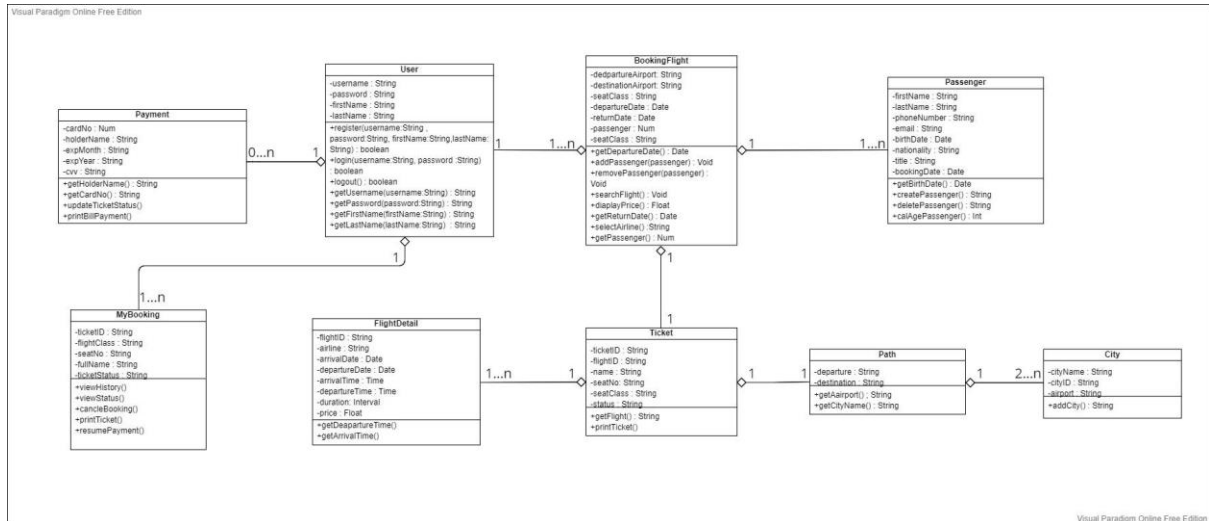 Visual Paradigm Online Free Edition
User
-username : String
-password : String
-firstName : String
-lastName : String
+register(username:String ,
password:String, firstName:String,lastName:
String) : boolean
+login(username:String, password :String)
: boolean
+logout() : boolean
+getUsername(username:String) : String
+getPassword(password:String) : String
+getFirstName(firstName:String) : String
+getLastName(lastName:String) : String
BookingFlight
-dedpartureAirport: String
-destinationAirport: String
-seatClass : String
-departureDate : Date
-returnDate : Date
-passenger : Num
-seatClass : String
+getDepartureDate() : Date
+addPassenger(passenger) : Void
+removePassenger(passenger) :
Void
+searchFlight() : Void
+diaplayPrice() : Float
+getReturnDate() : Date
+selectAirline() :String
+getPassenger() : Num
Passenger
-firstName : String
-lastName : String
-phoneNumber : String
-email : String
-birthDate : Date
-nationality : String
-title : String
-bookingDate : Date
+getBirthDate() : Date
+createPassenger() : String
+deletePassenger() : String
+calAgePassenger() : Int
Payment
-cardNo : Num
-holderName : String
-expMonth : String
-expYear : String
-cvv : String
+getHolderName() : String
+getCardNo() : String
+updateTicketStatus()
+printBillPayment()
0...n
1
1
1...n
1
1...n
1
1...n
1
1
MyBooking
-ticketID : String
-flightClass : String
-seatNo : String
-fullName : String
-ticketStatus : String
+viewHistory()
+viewStatus()
+cancleBooking()
+printTicket()
+resumePayment()
FlightDetail
-flightID : String
-airline : String
-arrivalDate : Date
-departureDate : Date
-arrivalTime : Time
-departureTime : Time
-duration: Interval
-price : Float
+getDeapartureTime()
+getArrivalTime()
1...n
1
Ticket
-ticketID : String
-flightID : String
-name : String
-seatNo: String
-seatClass : String
-status : String
+getFlight() : String
+printTicket()
1
1
Path
-departure : String
-destination : String
+getAairport() : String
+getCityName() : String
1
2...n
City
-cityName : String
-cityID : String
-airport : String
+addCity() : String
Visual Paradigm Online Free Edition